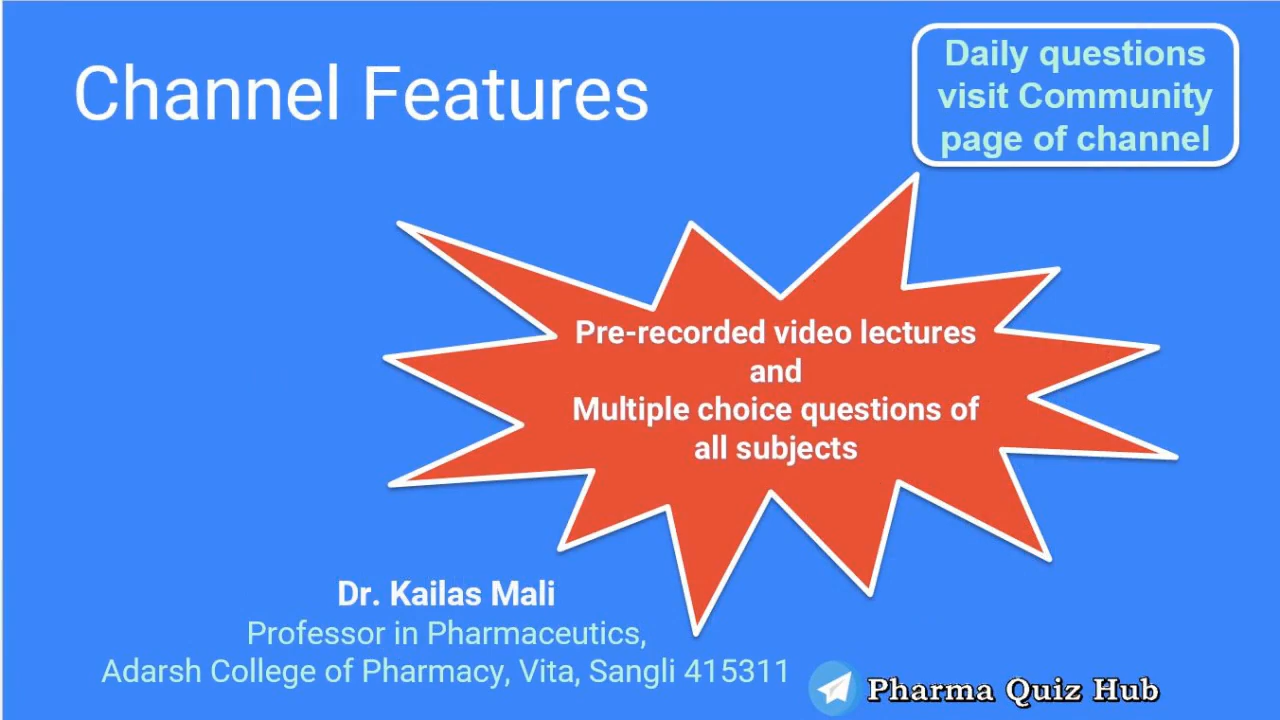 Channel Features
Daily questions
visit Community
page of channel
Pre-recorded video lectures
and
Multiple choice questions of
all subjects
Dr. Kailas Mali
Professor in Pharmaceutics,
Adarsh College of Pharmacy, Vita, Sangli 415311
Pharma Quiz Hub